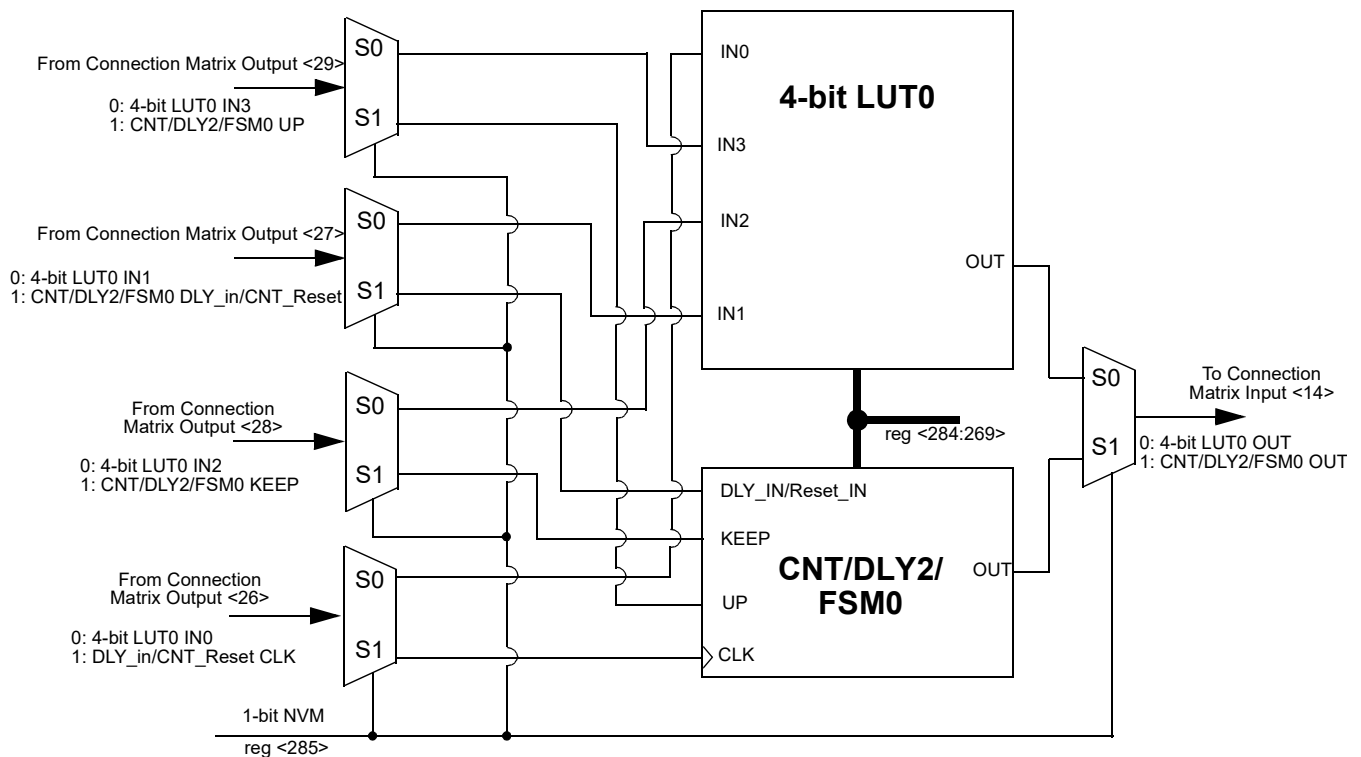 S0
From Connection Matrix Output <29>
0: 4-bit LUT0 IN3
1: CNT/DLY2/FSM0 UP
S1
S0
From Connection Matrix Output <27>
0: 4-bit LUT0 IN1
1: CNT/DLY2/FSM0 DLY_in/CNT_Reset
S1
S0
From Connection
Matrix Output <28>
0: 4-bit LUT0 IN2
1: CNT/DLY2/FSM0 KEEP
S1
S0
From Connection
Matrix Output <26>
0: 4-bit LUT0 IN0
1: DLY_in/CNT_Reset CLK
S1
1-bit NVM
reg <285>
IN0
4-bit LUT0
IN3
IN2
OUT
IN1
reg <284:269>
DLY_IN/Reset_IN
KEEP
CNT/DLY2/
FSM0
OUT
UP
CLK
S0
S1
To Connection
Matrix Input <14>
0: 4-bit LUT0 OUT
1: CNT/DLY2/FSM0 OUT